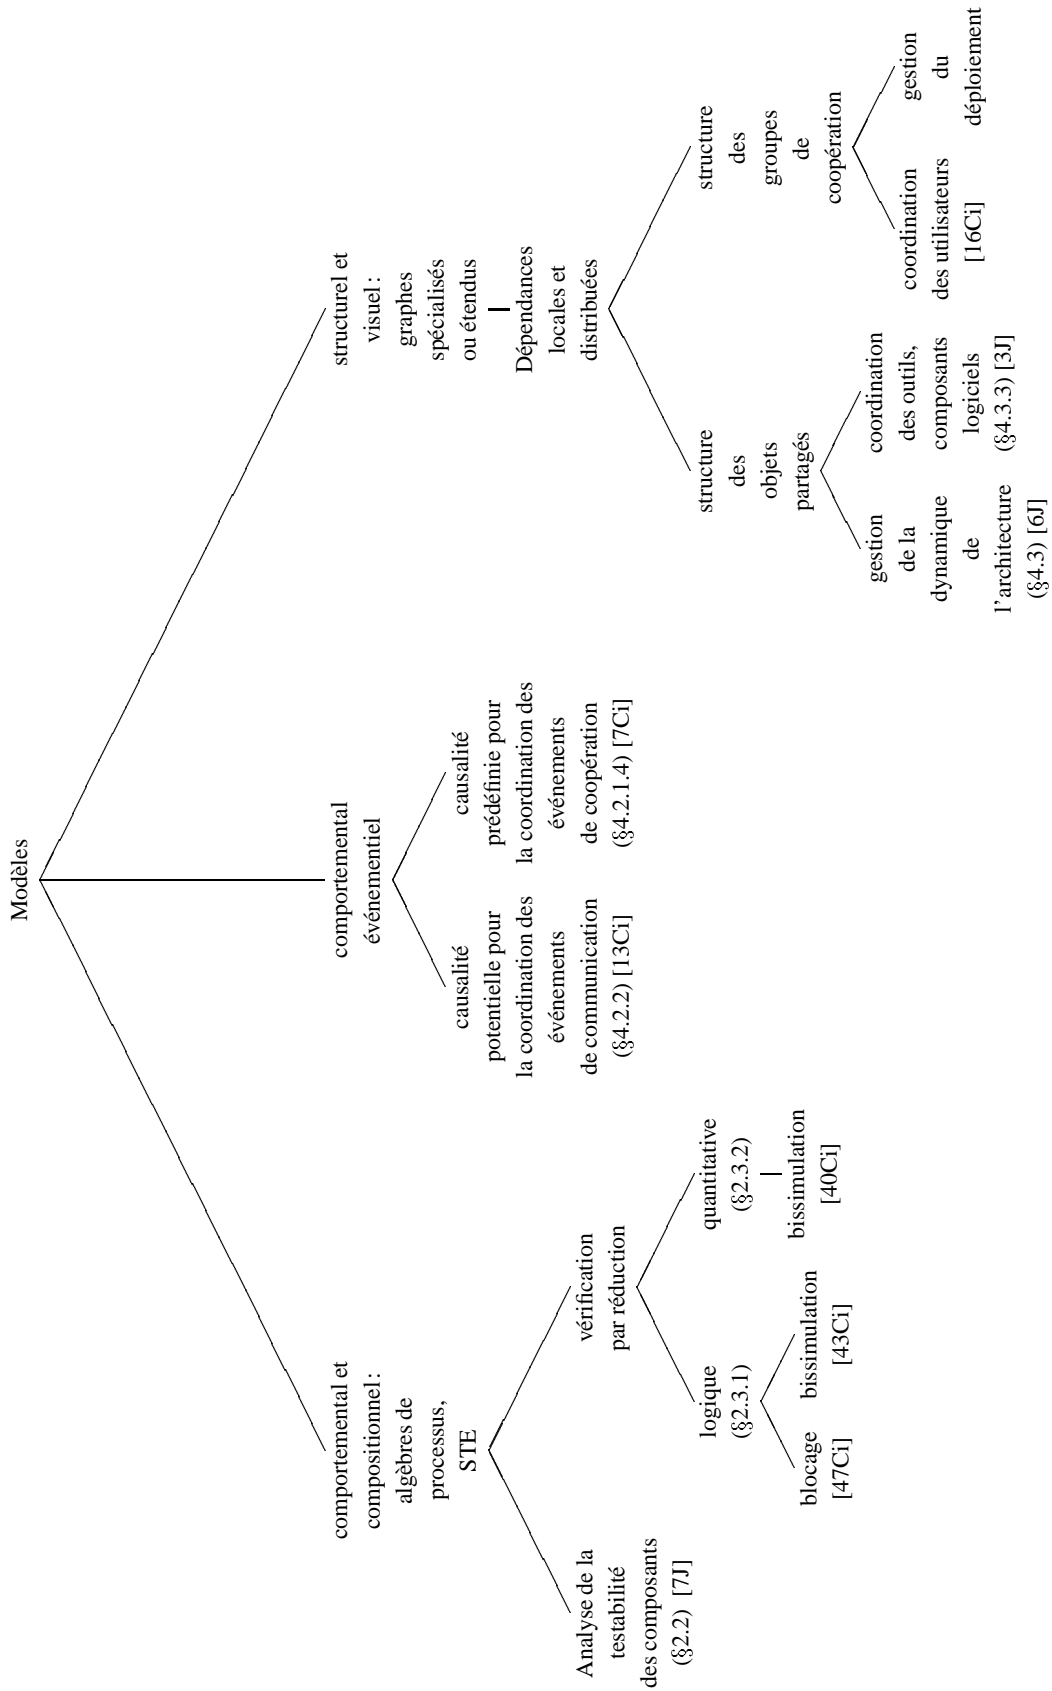 Modèles
comportemental et
compositionnel :
algèbres de
processus,
STE
Analyse de la
testabilité
des composants
(§2.2) [7J]
vérification
par réduction
logique
(§2.3.1)
blocage
[47Ci]
bissimulation
[43Ci]
quantitative
(§2.3.2)
bissimulation
[40Ci]
comportemental
événementiel
causalité
potentielle pour
la coordination des
événements
de communication
(§4.2.2) [13Ci]
causalité
prédéfinie pour
la coordination des
événements
de coopération
(§4.2.1.4) [7Ci]
structurel et
visuel :
graphes
spécialisés
ou étendus
Dépendances
locales et
distribuées
structure
des
objets
partagés
gestion
de la
dynamique
de
l'architecture
(§4.3) [6J]
coordination
des outils,
composants
logiciels
(§4.3.3) [3J]
structure
des
groupes
de
coopération
coordination
des utilisateurs
[16Ci]
gestion
du
déploiement